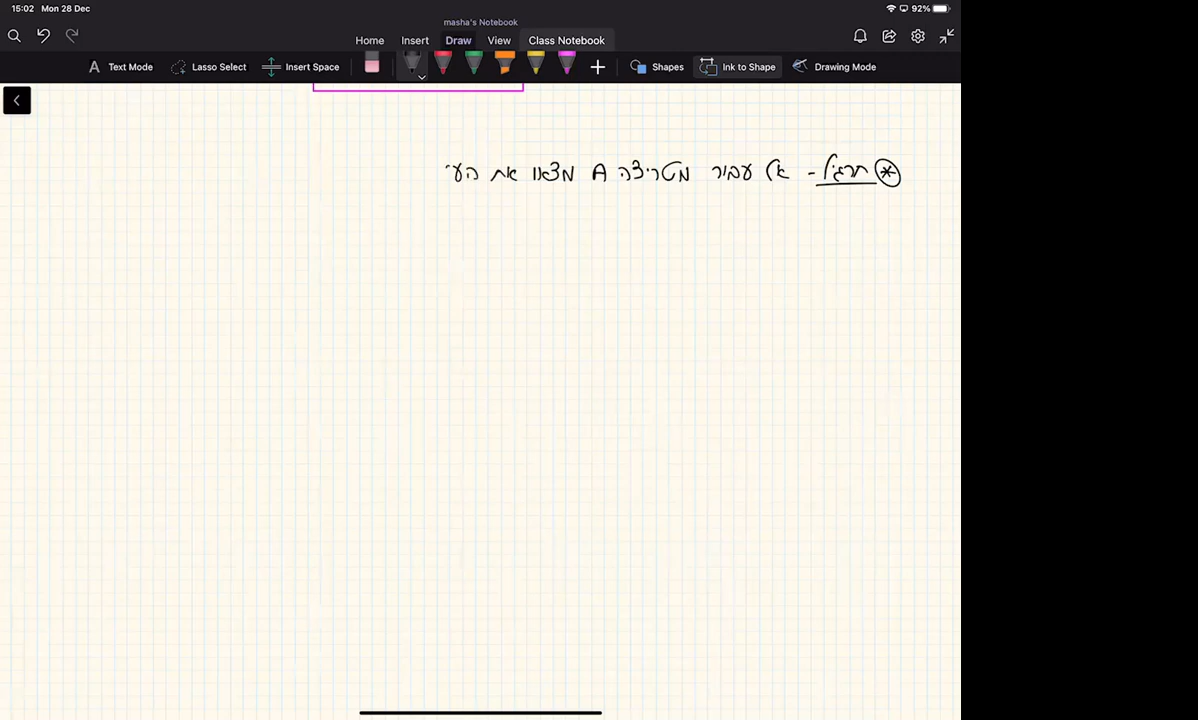 15:02 Mon 28 Dec
92%
masha's Notebook
Home Insert Draw View Class Notebook
Text Mode Lasso Select Insert Space Shapes Ink to Shape Drawing Mode
תרגיל - אם עבור מטריצה A מצאנו את הע"